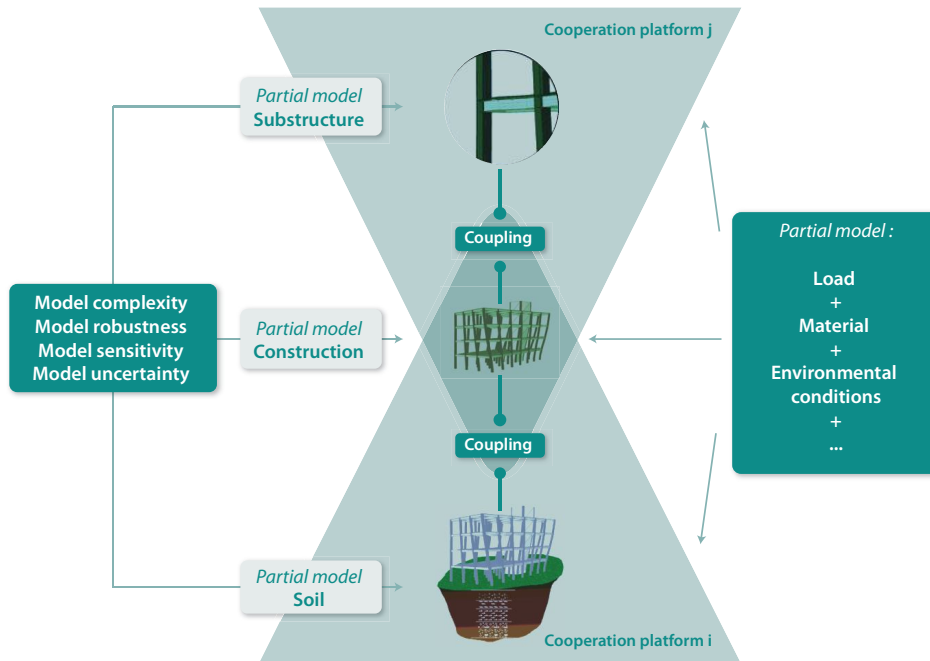 Cooperation platform j
Partial model
Substructure
Coupling
Model complexity
Model robustness
Model sensitivity
Model uncertainty
Partial model
Construction
Partial model :
Load
+
Material
+
Environmental
conditions
+
...
Coupling
Partial model
Soil
Cooperation platform i